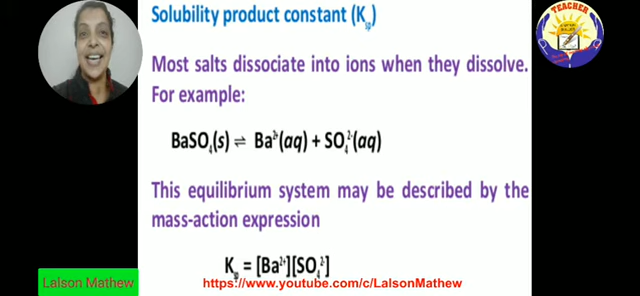 Solubility product constant (Kₛₚ)
TEACHER
Most salts dissociate into ions when they dissolve.
For example:
BaSO₄(s) ⇌ Ba²⁺(aq) + SO₄²⁻(aq)
This equilibrium system may be described by the
mass-action expression
Kₛₚ = [Ba²⁺][SO₄²⁻]
Lalson Mathew
https://www.youtube.com/c/LalsonMathew